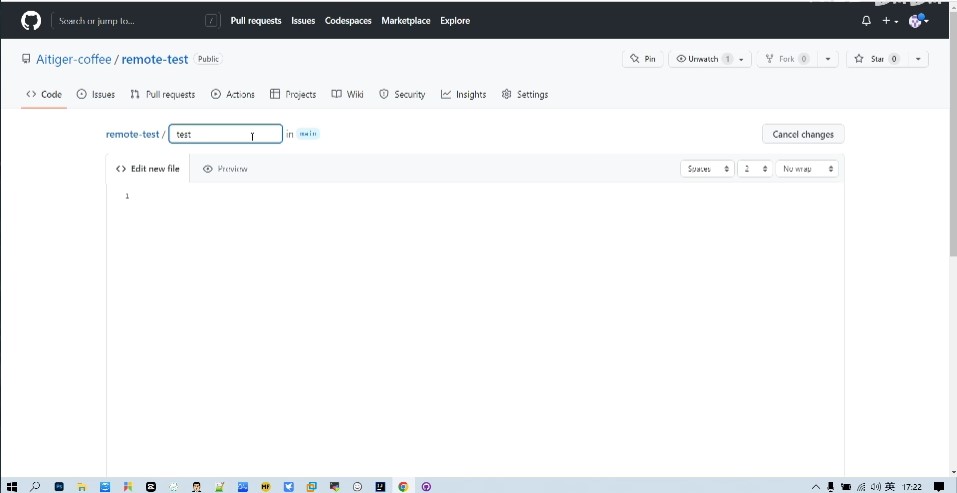 Search or jump to... / Pull requests Issues Codespaces Marketplace Explore
Aitiger-coffee / remote-test Public Pin Unwatch 1 Fork 0 Star 0
Code Issues Pull requests Actions Projects Wiki Security Insights Settings
remote-test / test in main Cancel changes
Edit new file Preview Spaces 2 No wrap
1
英 17:22